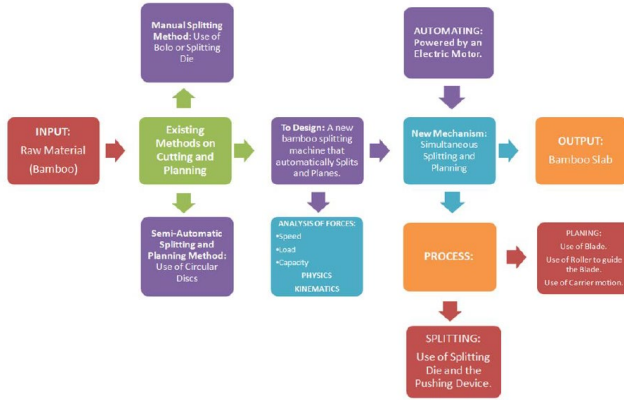 Manual Splitting
Method: Use of
Bolo or Splitting
Die
AUTOMATING:
Powered by an
Electric Motor.
INPUT:
Raw Material
(Bamboo)
Existing
Methods on
Cutting and
Planning
To Design: A new
bamboo splitting
machine that
automatically Splits
and Planes.
New Mechanism:
Simultaneous
Splitting and
Planning
OUTPUT:
Bamboo Slab
Semi-Automatic
Splitting and
Planning Method:
Use of Circular
Discs
ANALYSIS OF FORCES:
•Speed
•Load
•Capacity
PHYSICS
KINEMATICS
PROCESS:
PLANING:
Use of Blade.
Use of Roller to guide
the Blade.
Use of Carrier motion.
SPLITTING:
Use of Splitting
Die and the
Pushing Device.